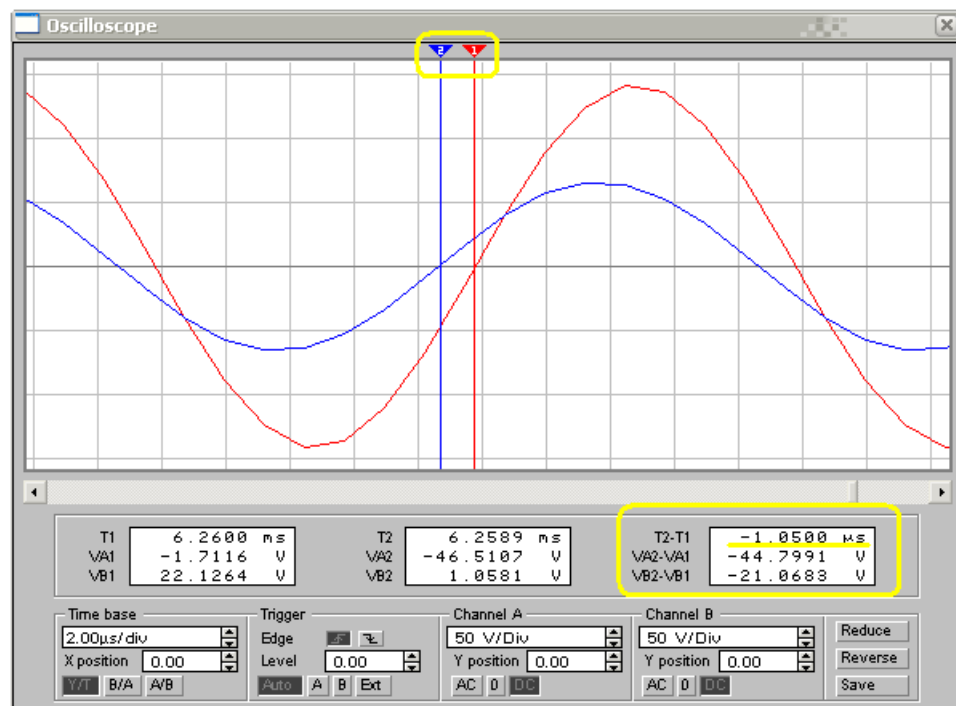 Oscilloscope
2 1
T1 6.2600 ms
VA1 -1.7116 V
VB1 22.1264 V
T2 6.2589 ms
VA2 -46.5107 V
VB2 1.0581 V
T2-T1 -1.0500 µs
VA2-VA1 -44.7991 V
VB2-VB1 -21.0683 V
Time base
2.00µs/div
X position 0.00
Y/T B/A A/B
Trigger
Edge
Level 0.00
Auto A B Ext
Channel A
50 V/Div
Y position 0.00
AC 0 DC
Channel B
50 V/Div
Y position 0.00
AC 0 DC
Reduce
Reverse
Save